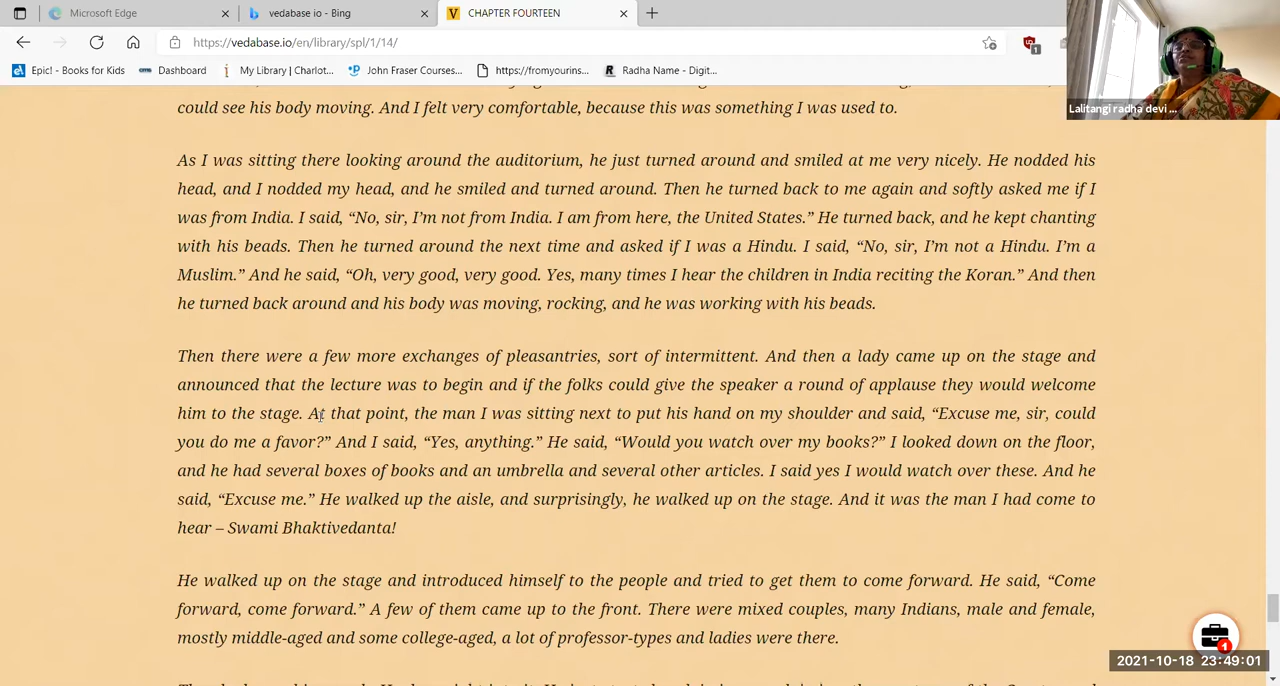 Microsoft Edge
vedabase io - Bing
CHAPTER FOURTEEN
https://vedabase.io/en/library/spl/1/14/
1
Epic! - Books for Kids
Dashboard
My Library | Charlot...
John Fraser Courses...
https://fromyourins...
Radha Name - Digit...
Lalitangi radha devi ...
could see his body moving. And I felt very comfortable, because this was something I was used to.
As I was sitting there looking around the auditorium, he just turned around and smiled at me very nicely. He nodded his
head, and I nodded my head, and he smiled and turned around. Then he turned back to me again and softly asked me if I
was from India. I said, “No, sir, I’m not from India. I am from here, the United States.” He turned back, and he kept chanting
with his beads. Then he turned around the next time and asked if I was a Hindu. I said, “No, sir, I’m not a Hindu. I’m a
Muslim.” And he said, “Oh, very good, very good. Yes, many times I hear the children in India reciting the Koran.” And then
he turned back around and his body was moving, rocking, and he was working with his beads.
Then there were a few more exchanges of pleasantries, sort of intermittent. And then a lady came up on the stage and
announced that the lecture was to begin and if the folks could give the speaker a round of applause they would welcome
him to the stage. At that point, the man I was sitting next to put his hand on my shoulder and said, “Excuse me, sir, could
you do me a favor?” And I said, “Yes, anything.” He said, “Would you watch over my books?” I looked down on the floor,
and he had several boxes of books and an umbrella and several other articles. I said yes I would watch over these. And he
said, “Excuse me.” He walked up the aisle, and surprisingly, he walked up on the stage. And it was the man I had come to
hear – Swami Bhaktivedanta!
He walked up on the stage and introduced himself to the people and tried to get them to come forward. He said, “Come
forward, come forward.” A few of them came up to the front. There were mixed couples, many Indians, male and female,
mostly middle-aged and some college-aged, a lot of professor-types and ladies were there.
1
2021-10-18 23:49:01